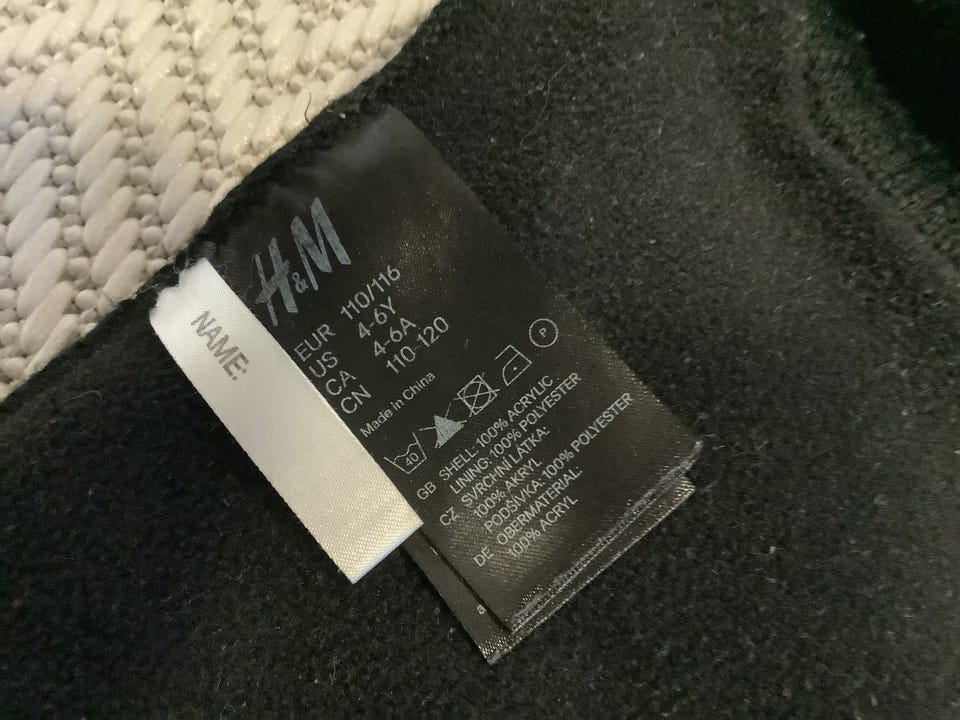 H&M
EUR 110/116
US 4-6Y
CA 4-6A
CN 110-120
Made in China
40 P
GB SHELL:100% ACRYLIC
LINING:100% POLYESTER
CZ SVRCHNÍ LÁTKA:
100% AKRYL
PODŠÍVKA:100% POLYESTER
DE OBERMATERIAL:
100% ACRYL
NAME:
a